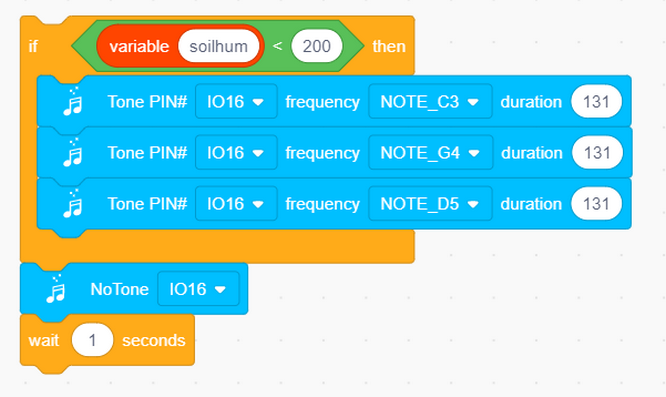 if variable soilhum < 200 then
Tone PIN# IO16 frequency NOTE_C3 duration 131
Tone PIN# IO16 frequency NOTE_G4 duration 131
Tone PIN# IO16 frequency NOTE_D5 duration 131
NoTone IO16
wait 1 seconds